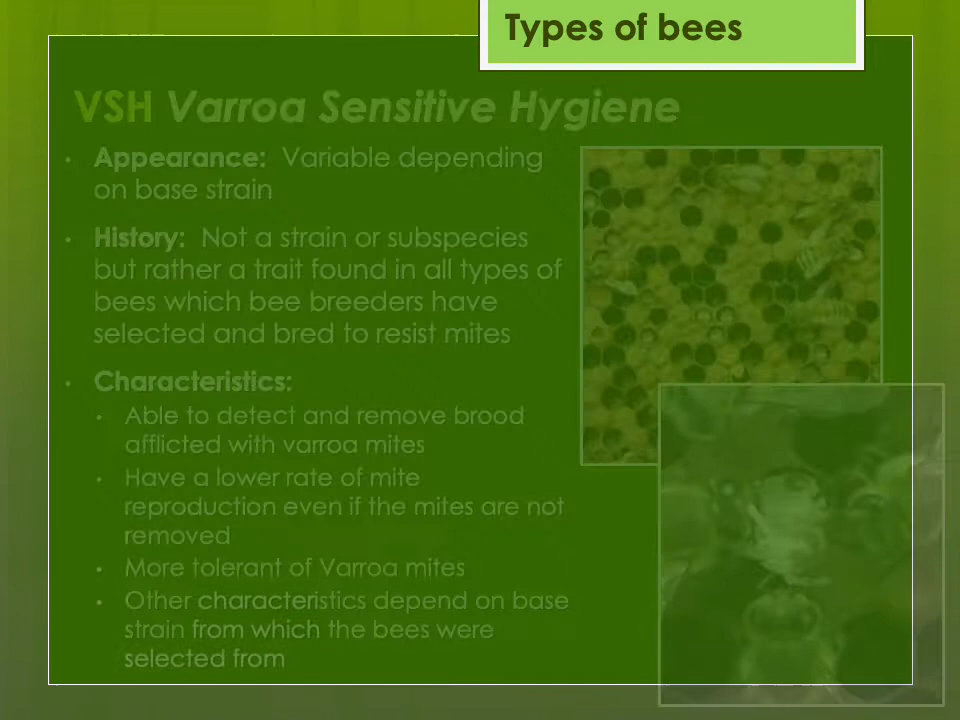 Types of bees
VSH Varroa Sensitive Hygiene
• Appearance: Variable depending
on base strain
• History: Not a strain or subspecies
but rather a trait found in all types of
bees which bee breeders have
selected and bred to resist mites
• Characteristics:
• Able to detect and remove brood
afflicted with varroa mites
• Have a lower rate of mite
reproduction even if the mites are not
removed
• More tolerant of Varroa mites
• Other characteristics depend on base
strain from which the bees were
selected from